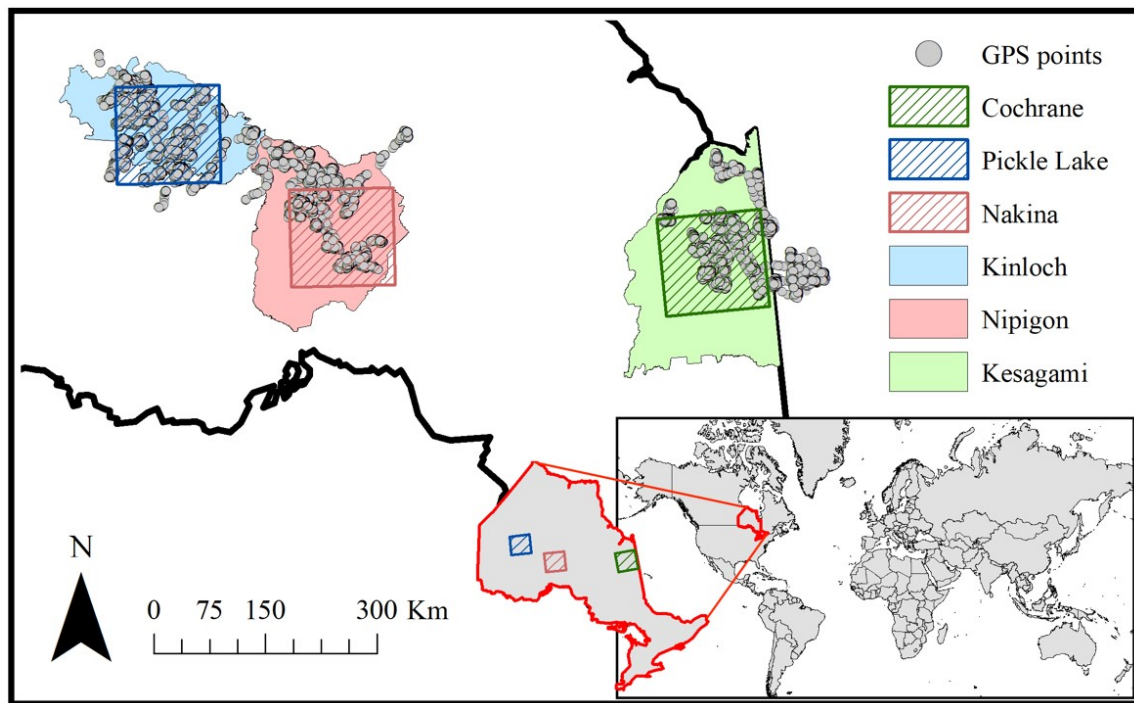 GPS points
Cochrane
Pickle Lake
Nakina
Kinloch
Nipigon
Kesagami
N
0 75 150 300 Km